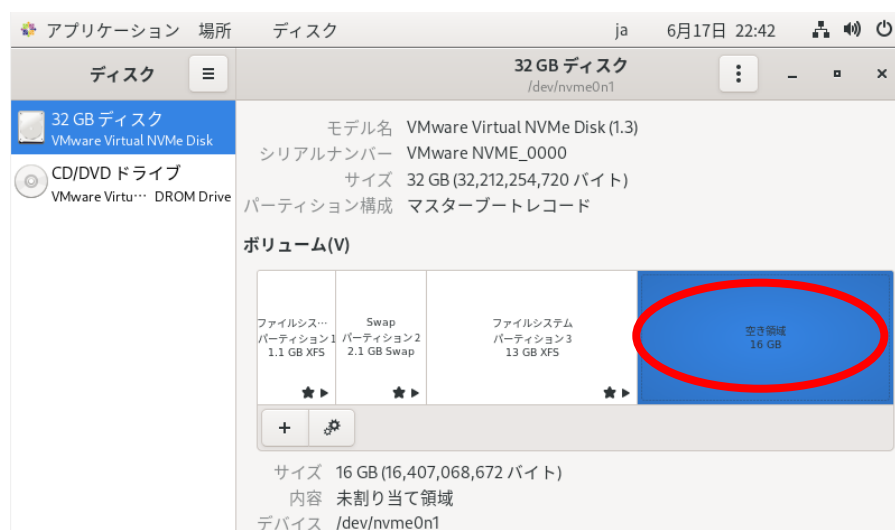 アプリケーション 場所 ディスク ja 6月17日 22:42
ディスク
32 GB ディスク
/dev/nvme0n1
32 GB ディスク
VMware Virtual NVMe Disk
CD/DVD ドライブ
VMware Virtu… DROM Drive
モデル名 VMware Virtual NVMe Disk (1.3)
シリアルナンバー VMware NVME_0000
サイズ 32 GB (32,212,254,720 バイト)
パーティション構成 マスターブートレコード
ボリューム(V)
ファイルシス…
パーティション 1
1.1 GB XFS
Swap
パーティション 2
2.1 GB Swap
ファイルシステム
パーティション 3
13 GB XFS
空き領域
16 GB
サイズ 16 GB (16,407,068,672 バイト)
内容 未割り当て領域
デバイス /dev/nvme0n1